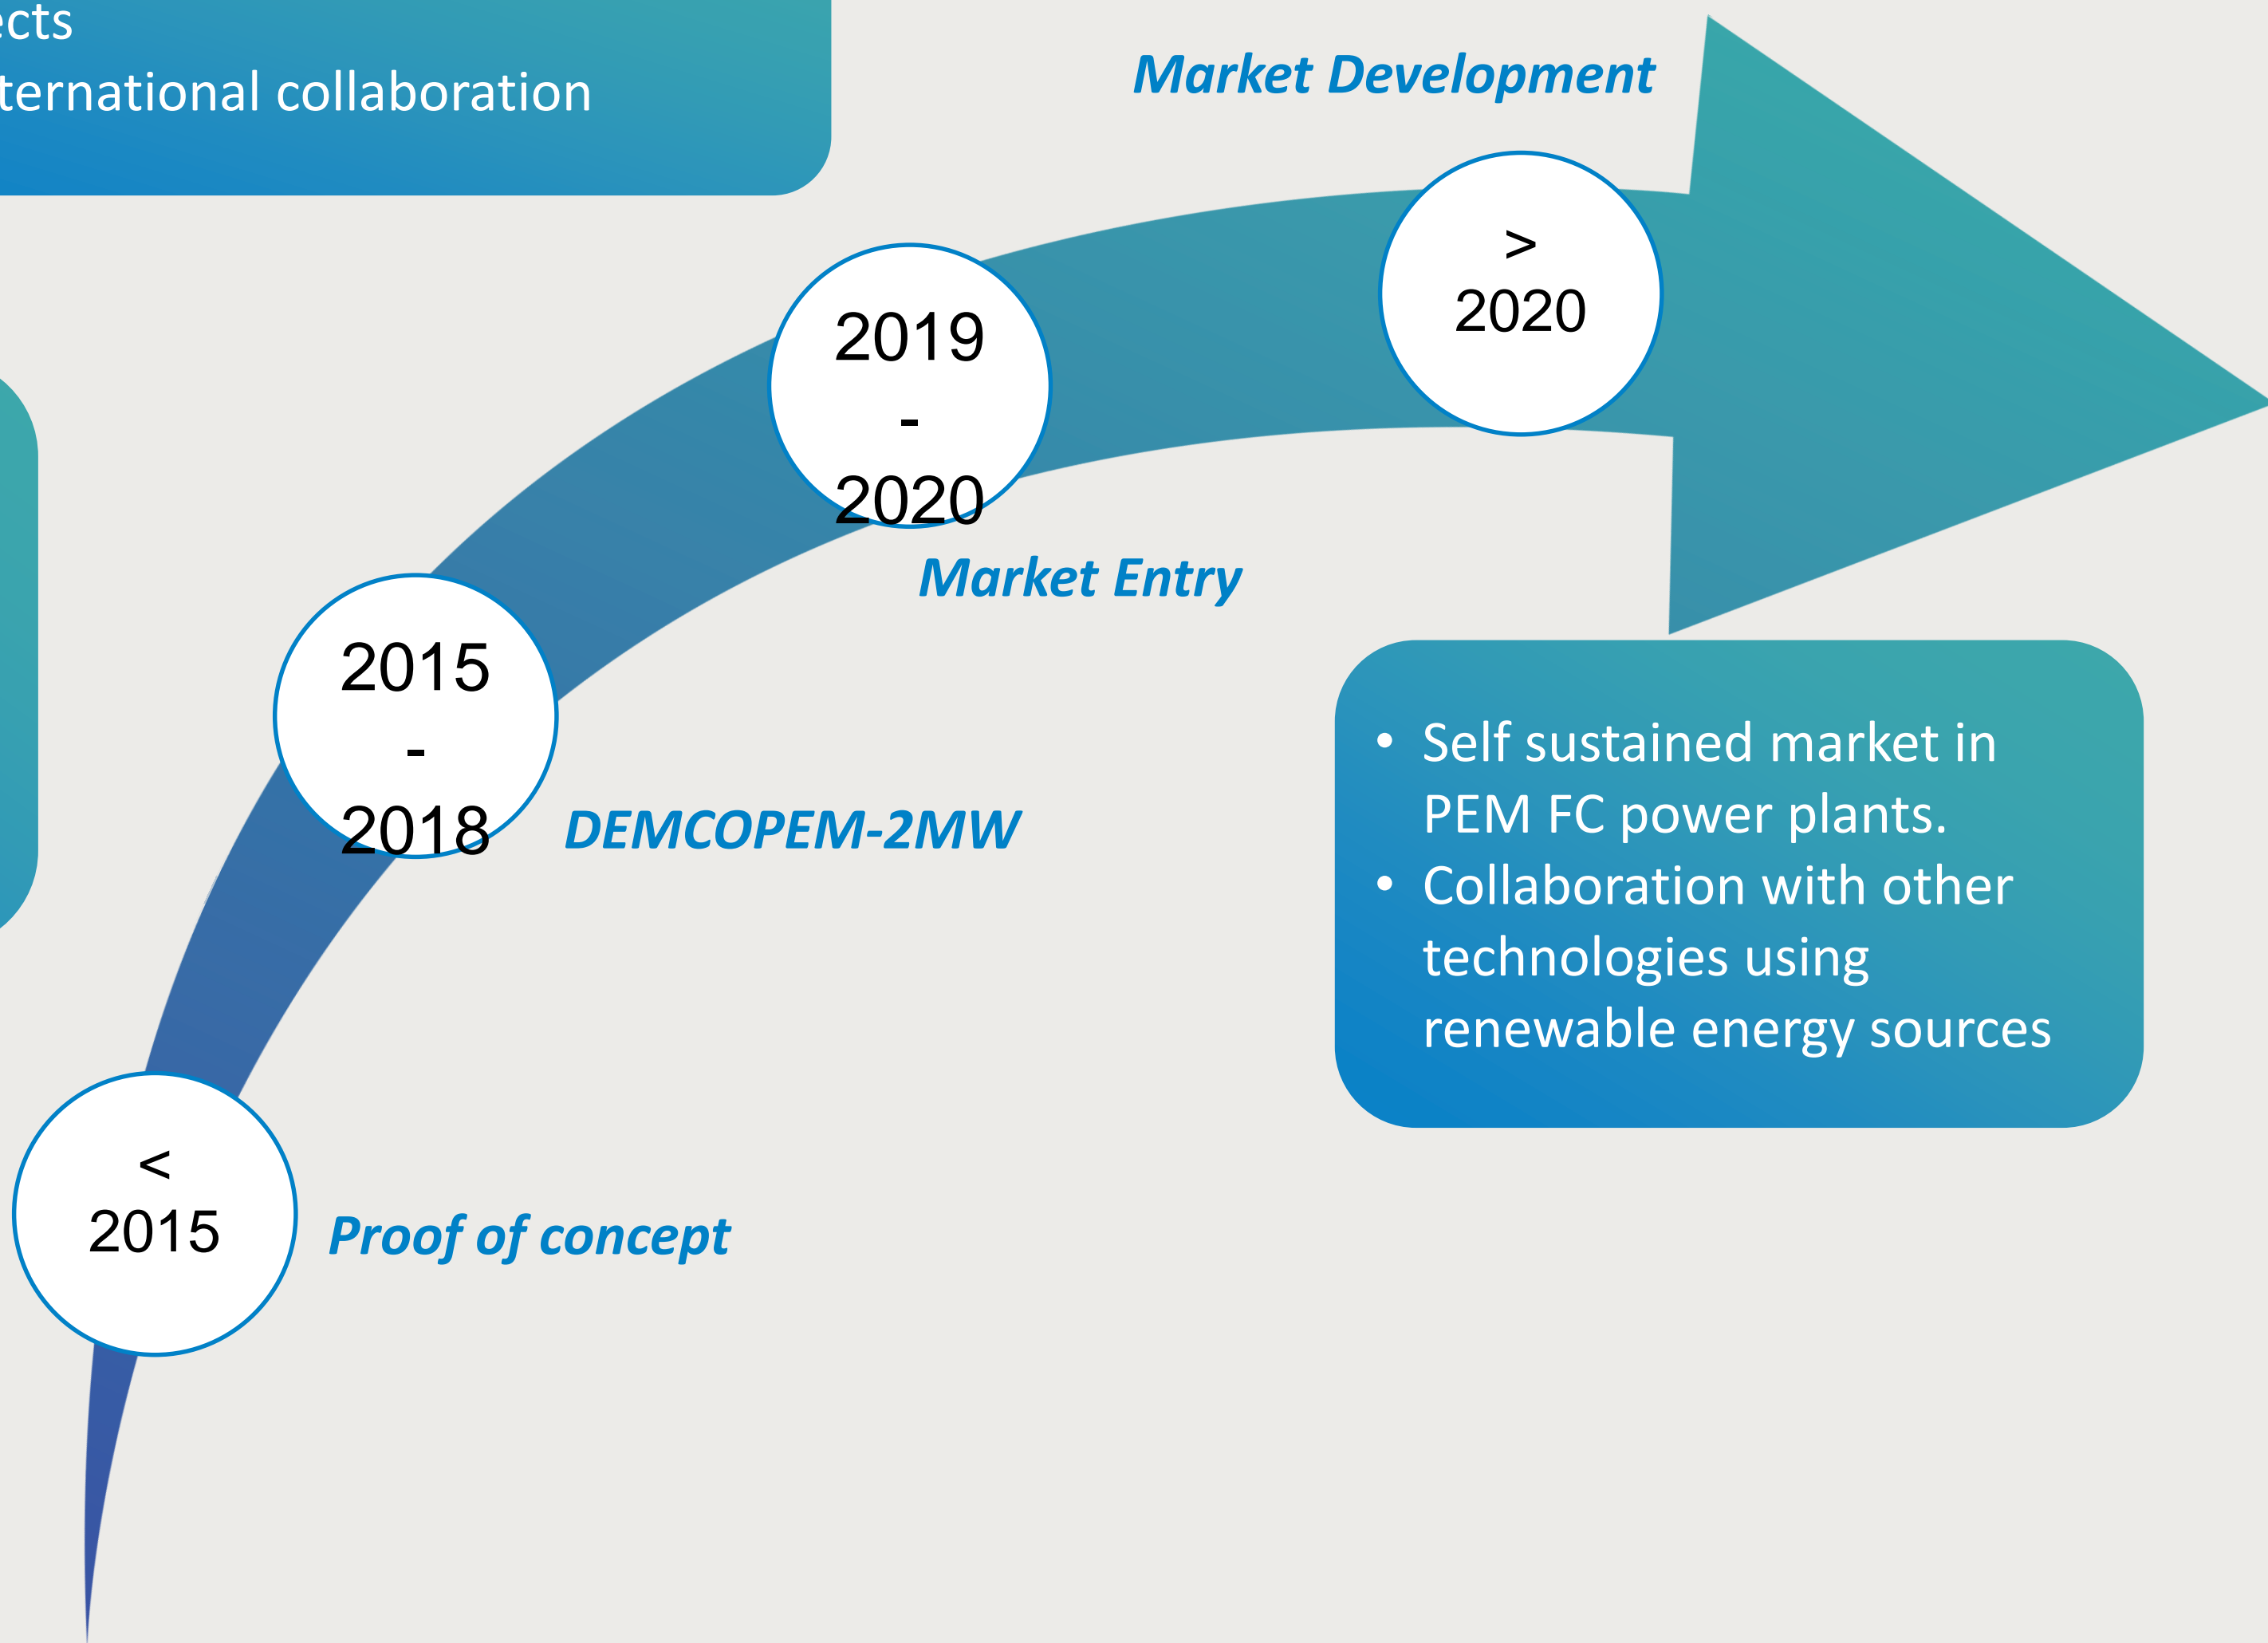 ternational collaboration
Market Development
>
2020
2019
-
2020
Market Entry
2015
-
2018
DEMCOPEM-2MW
• Self sustained market in
PEM FC power plants.
• Collaboration with other
technologies using
renewable energy sources
<
2015
Proof of concept